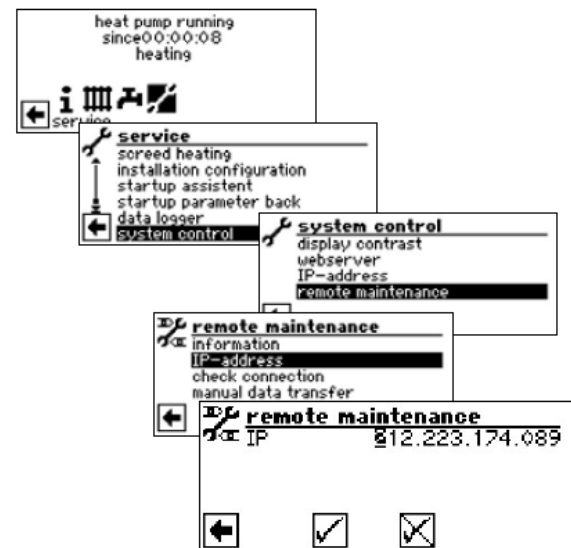 heat pump running
since00:00:08
heating
service
service
screed heating
installation configuration
startup assistent
startup parameter back
data logger
system control
system control
display contrast
webserver
IP-address
remote maintenance
remote maintenance
information
IP-address
check connection
manual data transfer
remote maintenance
IP 212.223.174.089